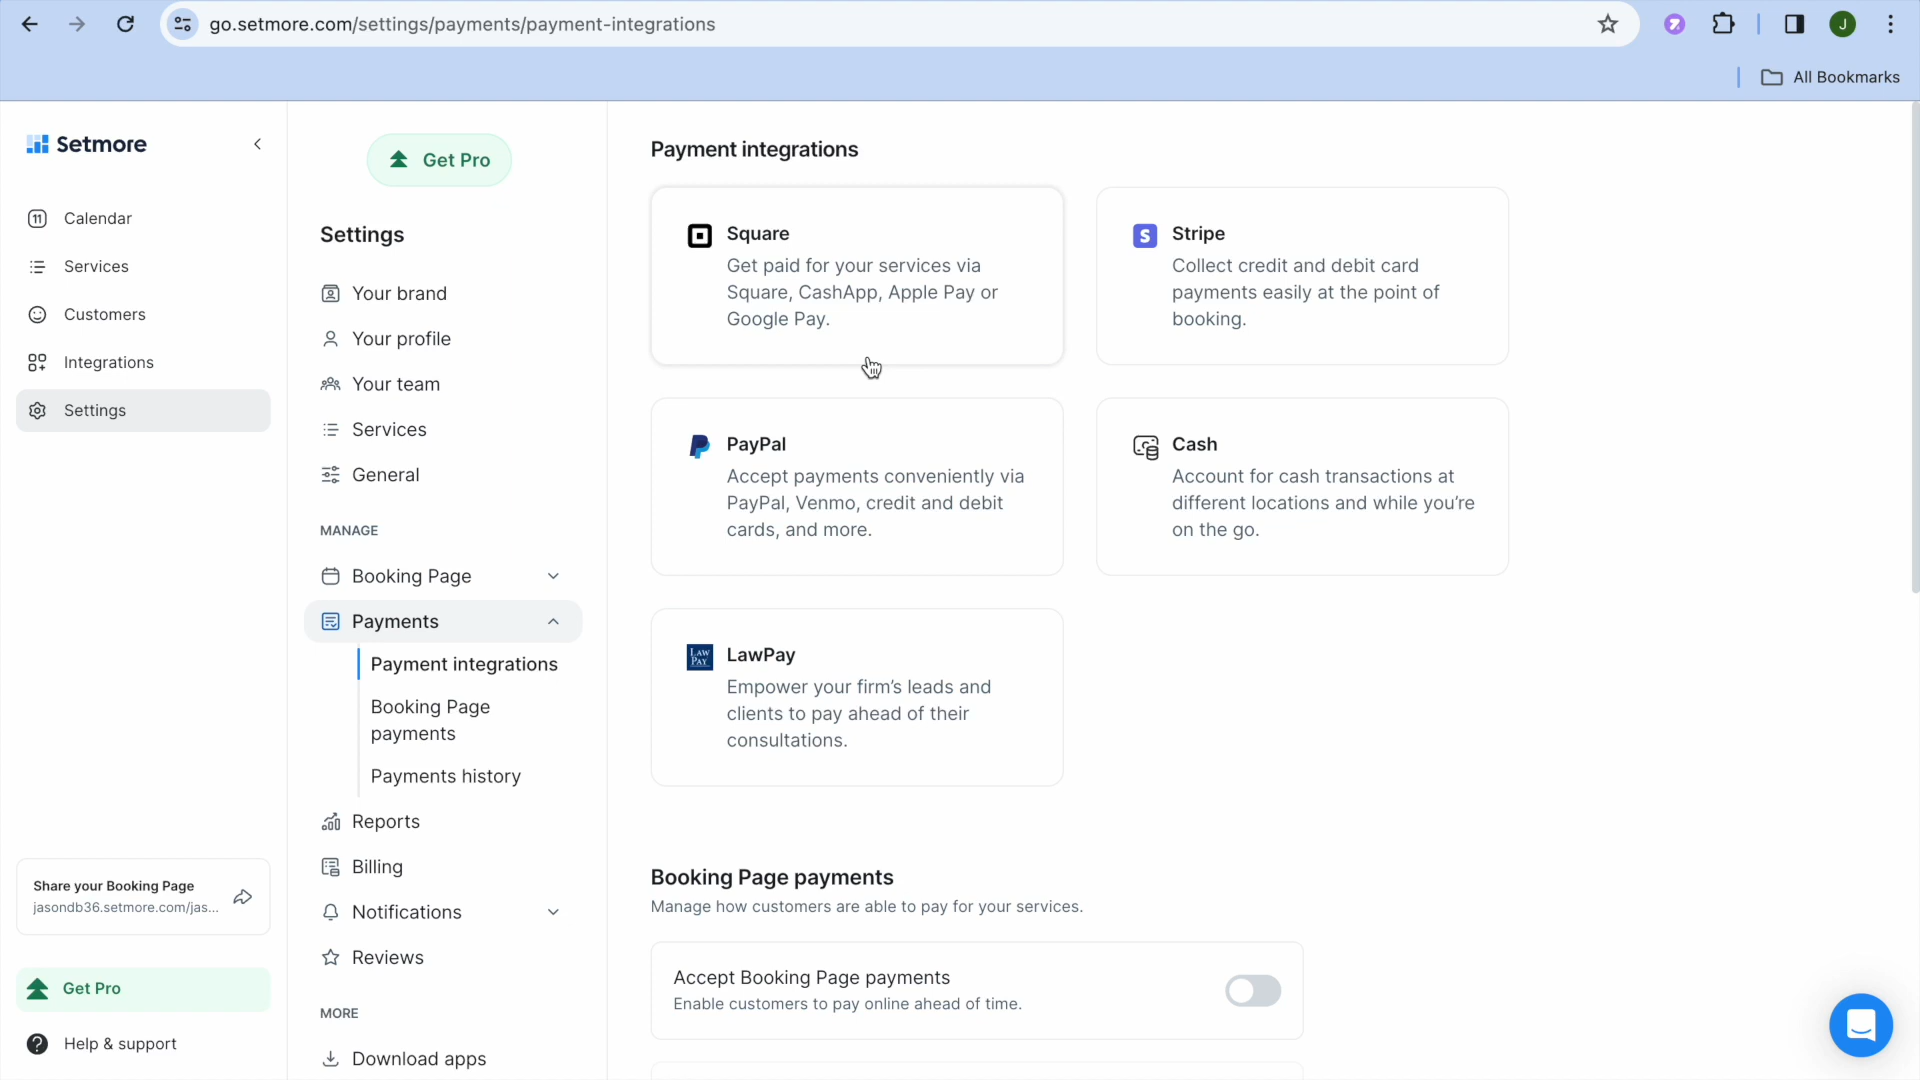 go.setmore.com/settings/payments/payment-integrations
J
All Bookmarks
Setmore
Calendar
Services
Customers
Integrations
Settings
Share your Booking Page
jasondb36.setmore.com/jas...
Get Pro
Help & support
Get Pro
Settings
Your brand
Your profile
Your team
Services
General
MANAGE
Booking Page
Payments
Payment integrations
Booking Page
payments
Payments history
Reports
Billing
Notifications
Reviews
MORE
Download apps
Payment integrations
Square
Get paid for your services via
Square, CashApp, Apple Pay or
Google Pay.
S
Stripe
Collect credit and debit card
payments easily at the point of
booking.
PayPal
Accept payments conveniently via
PayPal, Venmo, credit and debit
cards, and more.
Cash
Account for cash transactions at
different locations and while you're
on the go.
LAW
PAY
LawPay
Empower your firm's leads and
clients to pay ahead of their
consultations.
Booking Page payments
Manage how customers are able to pay for your services.
Accept Booking Page payments
Enable customers to pay online ahead of time.